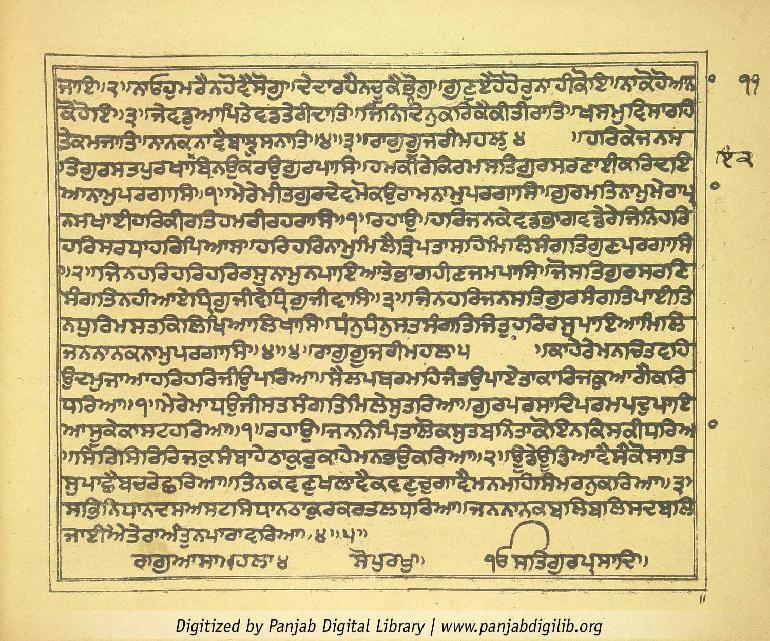 ਜਾਇ॥੨॥ਨਾਓਹੁਮਰੈਨਹੋਵੈਸੋਗੁ॥ਦੇਦਾਰਹੈਨਚੂਕੈਭੋਗੁ॥ਗੁਣੁਏਹੋਹੋਰੁਨਾਹੀਕੋਇ॥ਨਾਕੋਹੋਆਨਾ
ਕੋਹੋਇ॥੩॥ਜੇਵਡੁਆਪਿਤੇਵਡਤੇਰੀਦਾਤਿ॥ਜਿਨਿਦਿਨੁਕਰਿਕੈਕੀਤੀਰਾਤਿ॥ਖਸਮੁਵਿਸਾਰਹਿ
ਤੇਕਮਜਾਤਿ॥ਨਾਨਕਨਾਵੈਬਾਝੁਸਨਾਤਿ॥੪॥੩॥ਰਾਗੁਗੂਜਰੀਮਹਲਾ੪ ॥ਹਰਿਕੇਜਨਸ
ਤਿਗੁਰਸਤਪੁਰਖਾਬਿਨਉਕਰਉਗੁਰਪਾਸਿ॥ਹਮਕੀਰੇਕਿਰਮਸਤਿਗੁਰਸਰਣਾਈਕਰਿਦਇ
ਆਨਾਮੁਪਰਗਾਸਿ॥੧॥ਮੇਰੇਮੀਤਗੁਰਦੇਵਮੋਕਉਰਾਮਨਾਮੁਪਰਗਾਸਿ॥ਗੁਰਮਤਿਨਾਮੁਮੇਰਾਪ੍ਰਾ
ਨਸਖਾਈਹਰਿਕੀਰਤਿਹਮਰੀਰਹਰਾਸਿ॥੧॥ਰਹਾਉ॥ਹਰਿਜਨਕੇਵਡਭਾਗਵਡੇਰੇਜਿਨਹਰਿ
ਹਰਿਸਰਧਾਹਰਿਪਿਆਸ॥ਹਰਿਹਰਿਨਾਮੁਮਿਲੈਤ੍ਰਿਪਤਾਸਹਿਮਿਲਿਸੰਗਤਿਗੁਣਪਰਗਾਸਿ
॥੨॥ਜਿਨਹਰਿਹਰਿਹਰਿਰਸੁਨਾਮੁਨਪਾਇਆਤੇਭਾਗਹੀਣਜਮਪਾਸਿ॥ਜੋਸਤਿਗੁਰਸਰਣਿ
ਸੰਗਤਿਨਹੀਆਏਧ੍ਰਿਗੁਜੀਵੇਧ੍ਰਿਗੁਜੀਵਾਸਿ॥੩॥ਜਿਨਹਰਿਜਨਸਤਿਗੁਰਸੰਗਤਿਪਾਈਤਿ
ਨਧੁਰਿਮਸਤਕਿਲਿਖਿਆਲਿਖਾਸਿ॥ਧੰਨੁਧੰਨੁਸਤਸੰਗਤਿਜਿਤੁਹਰਿਰਸੁਪਾਇਆਮਿਲਿ
ਜਨਨਾਨਕਨਾਮੁਪਰਗਾਸਿ॥੪॥੪॥ਰਾਗੁਗੂਜਰੀਮਹਲਾ੫ ॥ਕਾਹੇਰੇਮਨਚਿਤਵਹਿ
ਉਦਮੁਜਾਆਹਰਿਹਰਿਜੀਉਪਰਿਆ॥ਸੈਲਪਥਰਮਹਿਜੰਤਉਪਾਏਤਾਕਾਰਿਜਕੁਆਗੈਕਰਿ
ਧਰਿਆ॥੧॥ਮੇਰੇਮਾਧਉਜੀਸਤਸੰਗਤਿਮਿਲੇਸੁਤਰਿਆ॥ਗੁਰਪਰਸਾਦਿਪਰਮਪਦੁਪਾਇ
ਆਸੂਕੇਕਾਸਟਹਰਿਆ॥੧॥ਰਹਾਉ॥ਜਨਨਿਪਿਤਾਲੋਕਸੁਤਬਨਿਤਾਕੋਇਨਕਿਸਕੀਧਰਿਆ
॥ਸਿਰਿਸਿਰਿਰਿਜਕੁਸੰਬਾਹੇਠਾਕੁਰੁਕਾਹੇਮਨਭਉਕਰਿਆ॥੨॥ਊਡੇਊਡਿਆਵੈਸੈਕੋਸਾਤਿ
ਸੁਪਾਛੈਬਚਰੇਛਰਿਆ॥ਤਿਨਕਵਣੁਖਲਾਵੈਕਵਣੁਚੁਗਾਵੈਮਨਮਹਿਸਿਮਰਨੁਕਰਿਆ॥੩॥
ਸਭਿਨਿਧਾਨਦਸਅਸਟਸਿਧਾਨਠਾਕੁਰਕਰਤਲਧਰਿਆ॥ਜਨਨਾਨਕਬਲਿਬਲਿਸਦਬਲਿ
ਜਾਈਐਤੇਰਾਅੰਤੁਨਪਾਰਾਵਰਿਆ॥੪॥੫॥
ਰਾਗੁਆਸਾਮਹਲਾ੪ ਸੋਪੁਰਖੁ॥ ੧ਓਸਤਿਗੁਰਪ੍ਰਸਾਦਿ॥
੧੧
Digitized by Panjab Digital Library | www.panjabdigilib.org